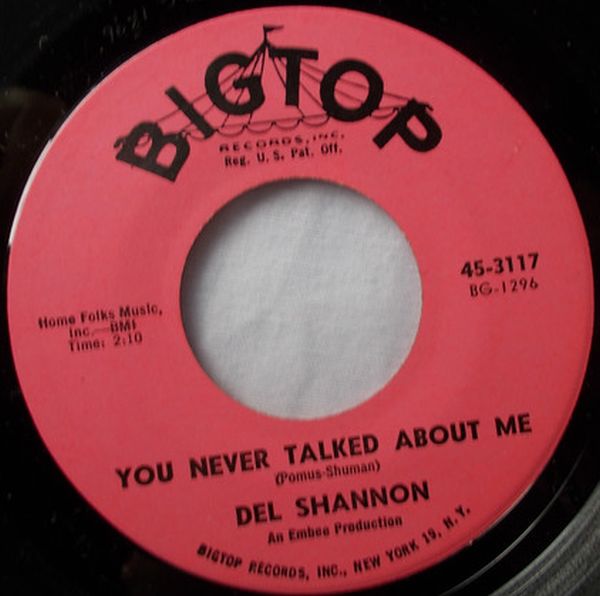 BIGTOP
RECORDS, INC.
Reg. U. S. Pat. Off.
45-3117
BG-1296
Home Folks Music,
Inc.—BMI
Time: 2:10
YOU NEVER TALKED ABOUT ME
(Pomus-Shuman)
DEL SHANNON
An Embee Production
BIGTOP RECORDS, INC., NEW YORK 19, N. Y.